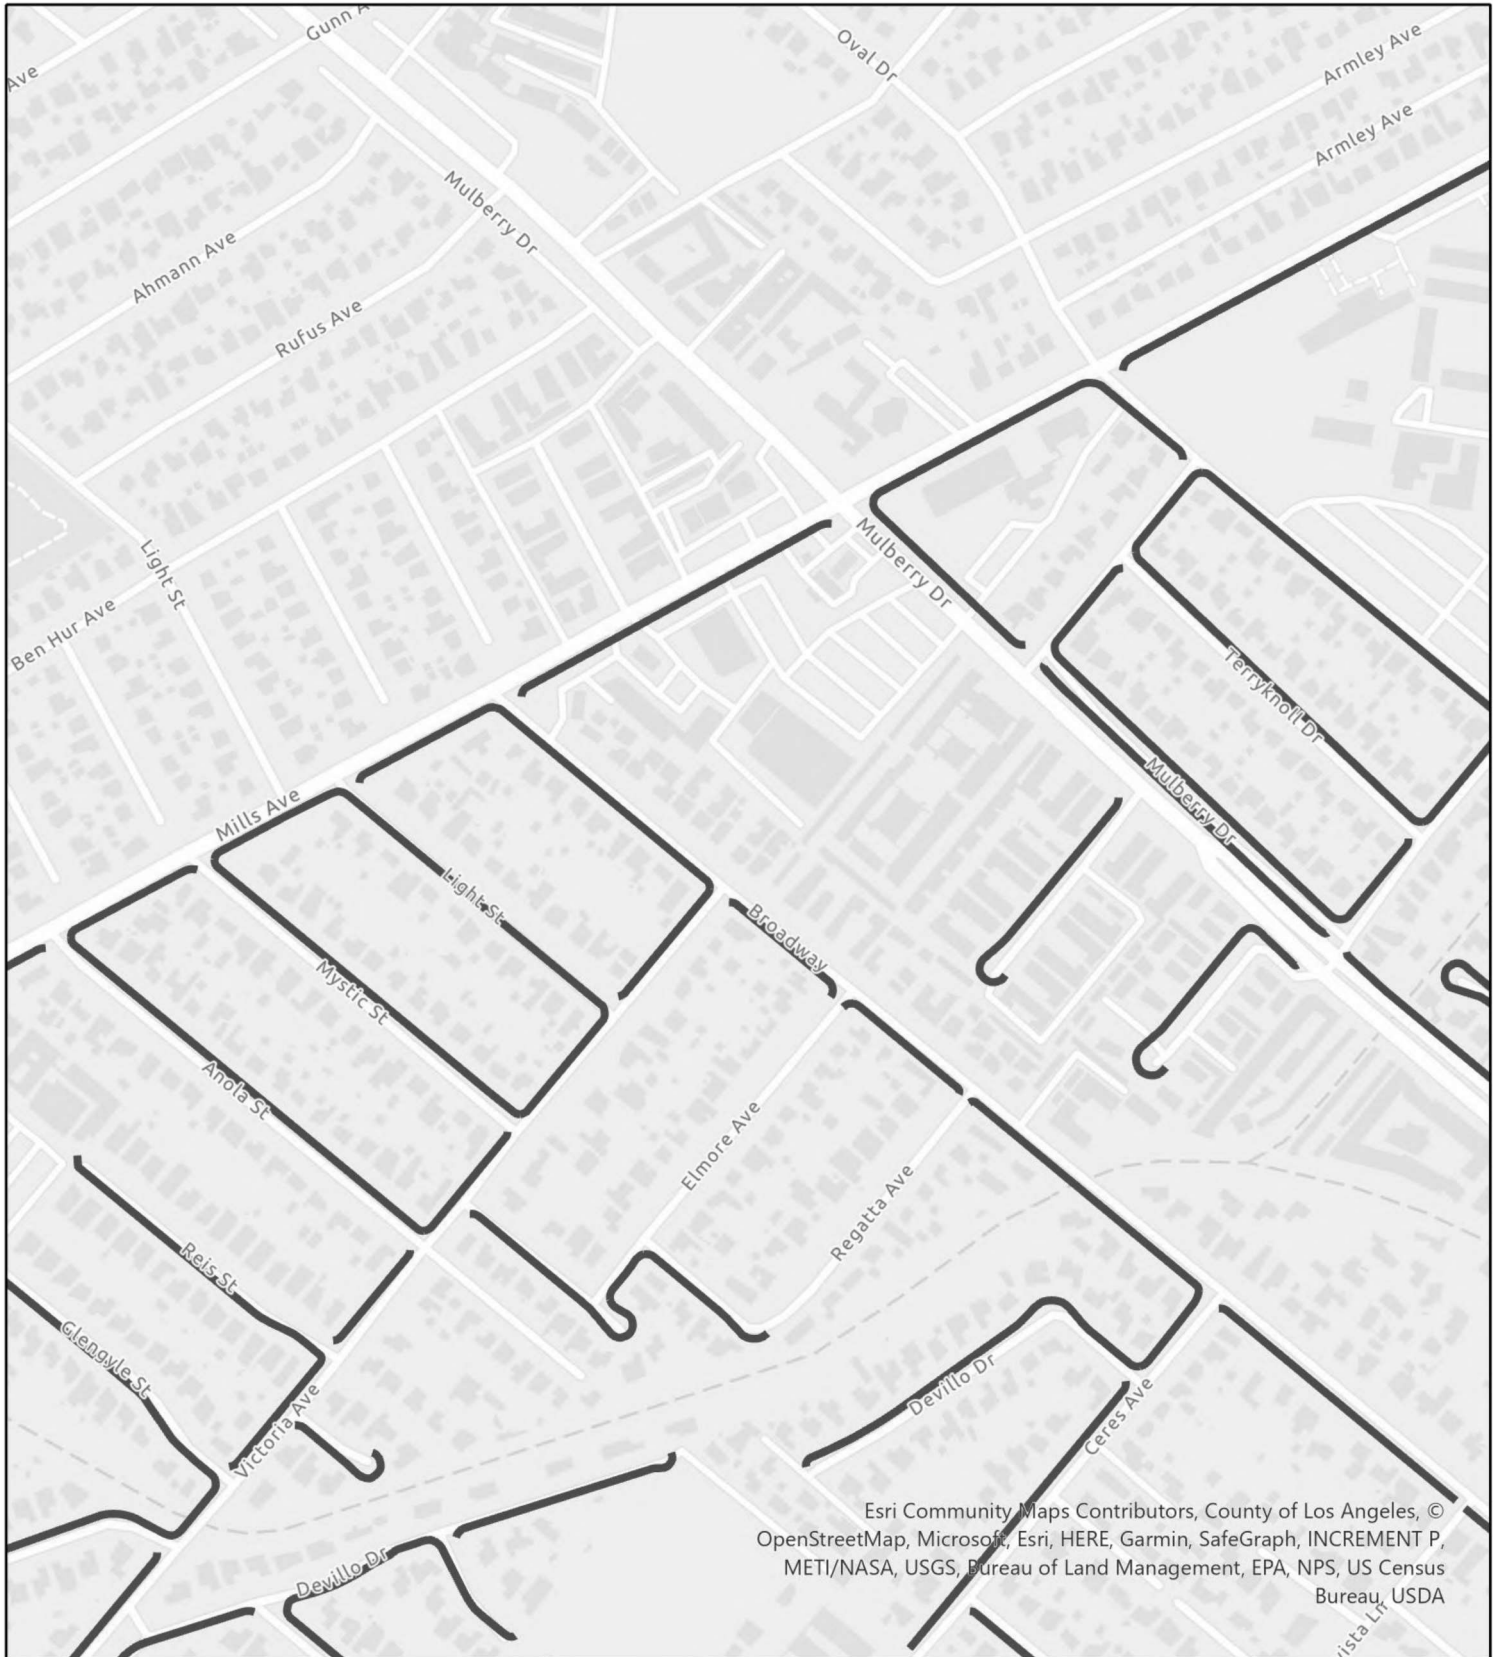 Gunn A
Oval Dr
Armley Ave
Ave
Armley Ave
Mulberry Dr
Ahmann Ave
Rufus Ave
Light St
Mulberry Dr
Ben Hur Ave
Terryknoll Dr
Mulberry Dr
Mills Ave
Light St
Broadway
Mystic St
Anola St
Elmore Ave
Regatta Ave
Reis St
Glengyle St
Devillo Dr
Victoria Ave
Ceres Ave
Devillo Dr
Esri Community Maps Contributors, County of Los Angeles, ©
OpenStreetMap, Microsoft, Esri, HERE, Garmin, SafeGraph, INCREMENT P,
METI/NASA, USGS, Bureau of Land Management, EPA, NPS, US Census
Bureau, USDA
vista Ln